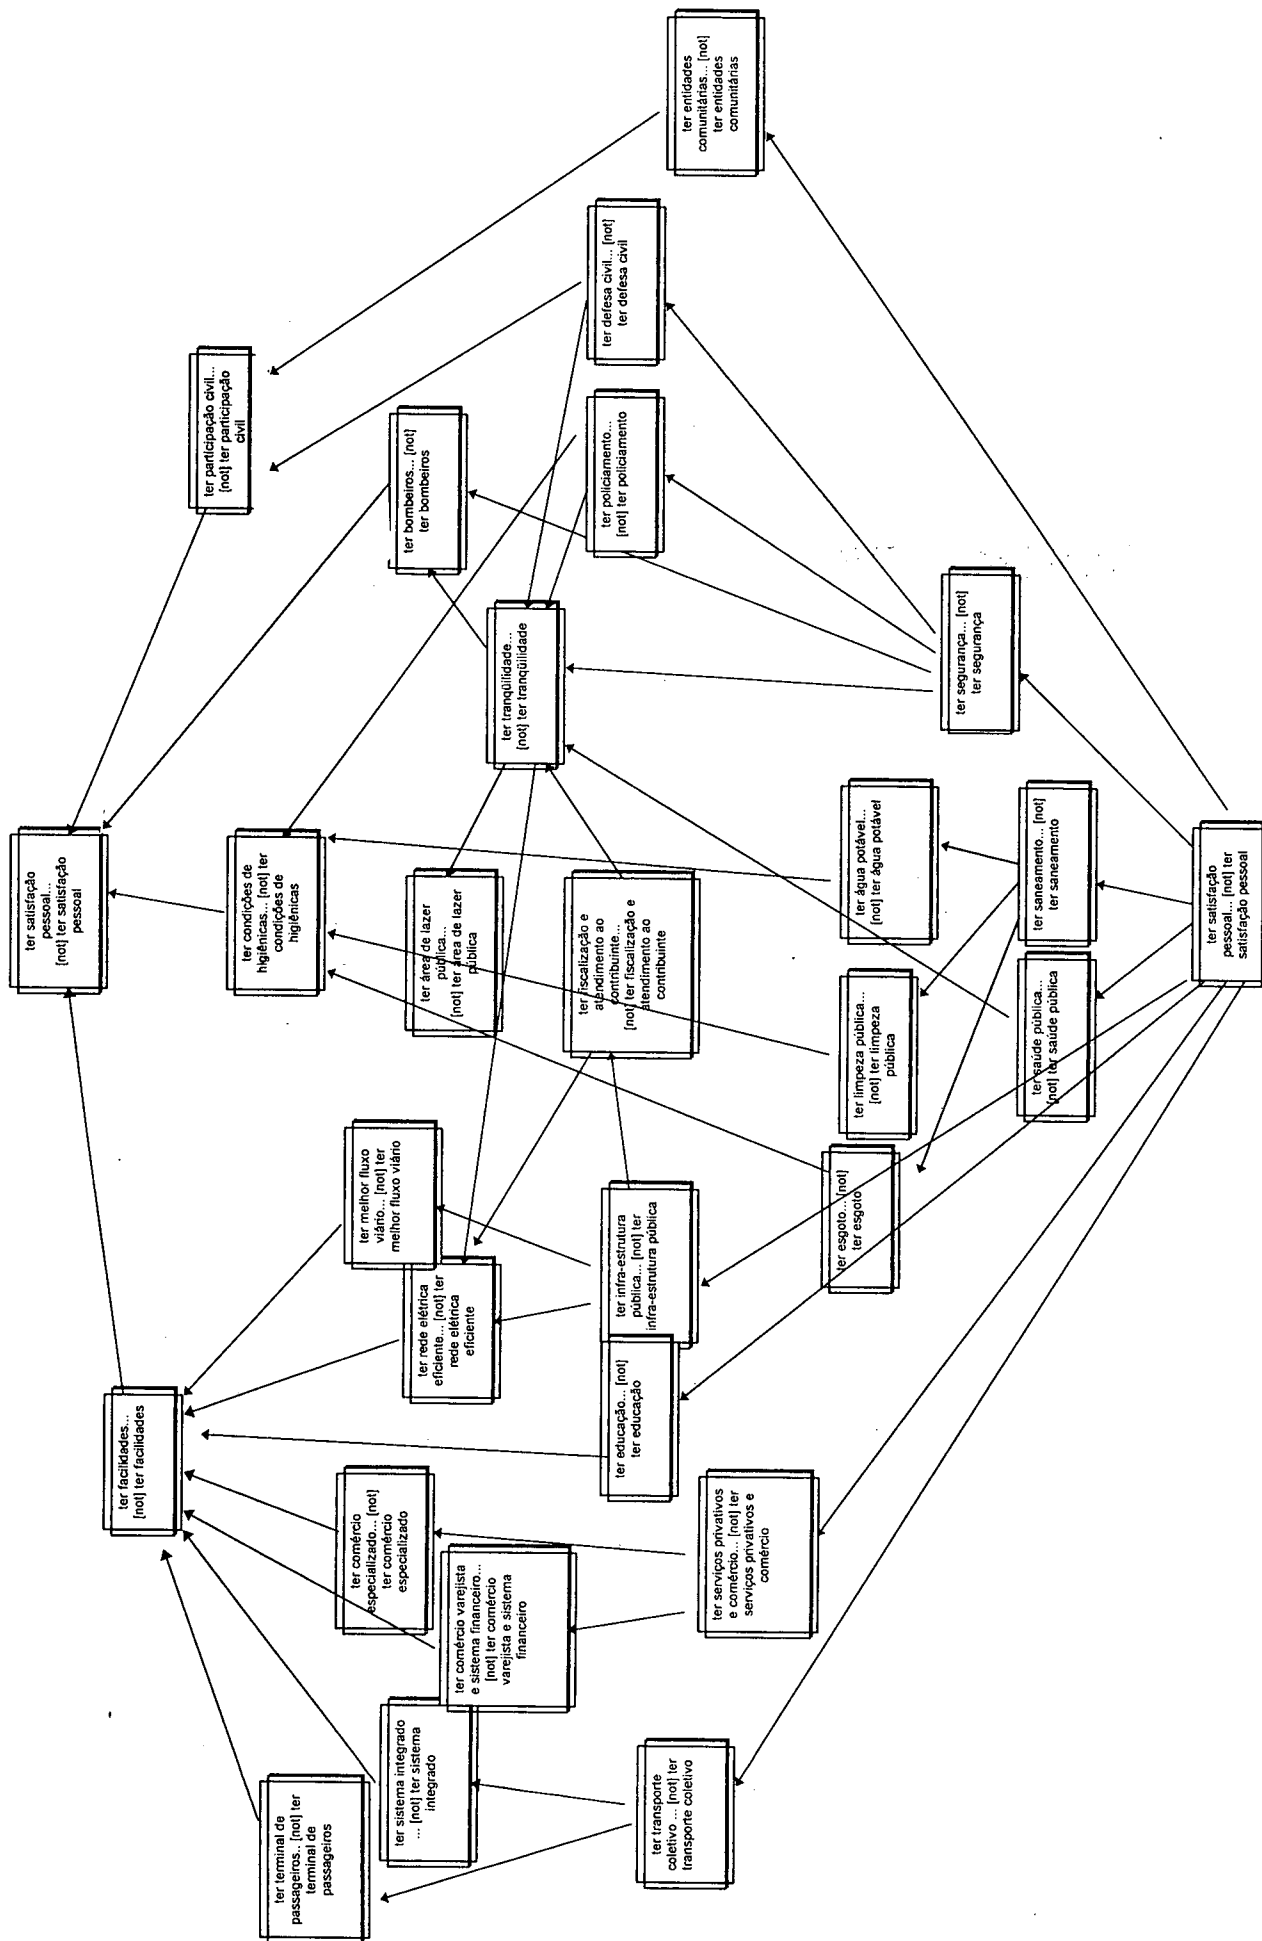 ter satisfação
pessoal...
[not] ter satisfação
pessoal
ter participação civil...
[not] ter participação
civil
ter facilidades...
[not] ter facilidades
ter condições de
higiênicas... [not] ter
condições de
higiênicas
ter bombeiros... [not]
ter bombeiros
ter entidades
comunitárias... [not]
ter entidades
comunitárias
ter defesa civil... [not]
ter defesa civil
ter policiamento...
[not] ter policiamento
ter tranqüilidade...
[not] ter tranqüilidade
ter área de lazer
pública...
[not] ter área de lazer
pública
ter fiscalização e
atendimento ao
contribuinte...
[not] ter fiscalização e
atendimento ao
contribuinte
ter melhor fluxo
viário... [not] ter
melhor fluxo viário
ter rede elétrica
eficiente... [not] ter
rede elétrica
eficiente
ter comércio
especializado... [not]
ter comércio
especializado
ter comércio varejista
e sistema financeiro...
[not] ter comércio
varejista e sistema
financeiro
ter sistema integrado
... [not] ter sistema
integrado
ter terminal de
passageiros.. [not] ter
terminal de
passageiros
ter infra-estrutura
pública... [not] ter
infra-estrutura pública
ter educação... [not]
ter educação
ter serviços privativos
e comércio... [not] ter
serviços privativos e
comércio
ter transporte
coletivo ... [not] ter
transporte coletivo
ter água potável...
[not] ter água potável
ter limpeza pública...
[not] ter limpeza
pública
ter esgoto... [not]
ter esgoto
ter segurança... [not]
ter segurança
ter saneamento... [not]
ter saneamento
ter saúde pública...
[not] ter saúde pública
ter satisfação
pessoal... [not] ter
satisfação pessoal